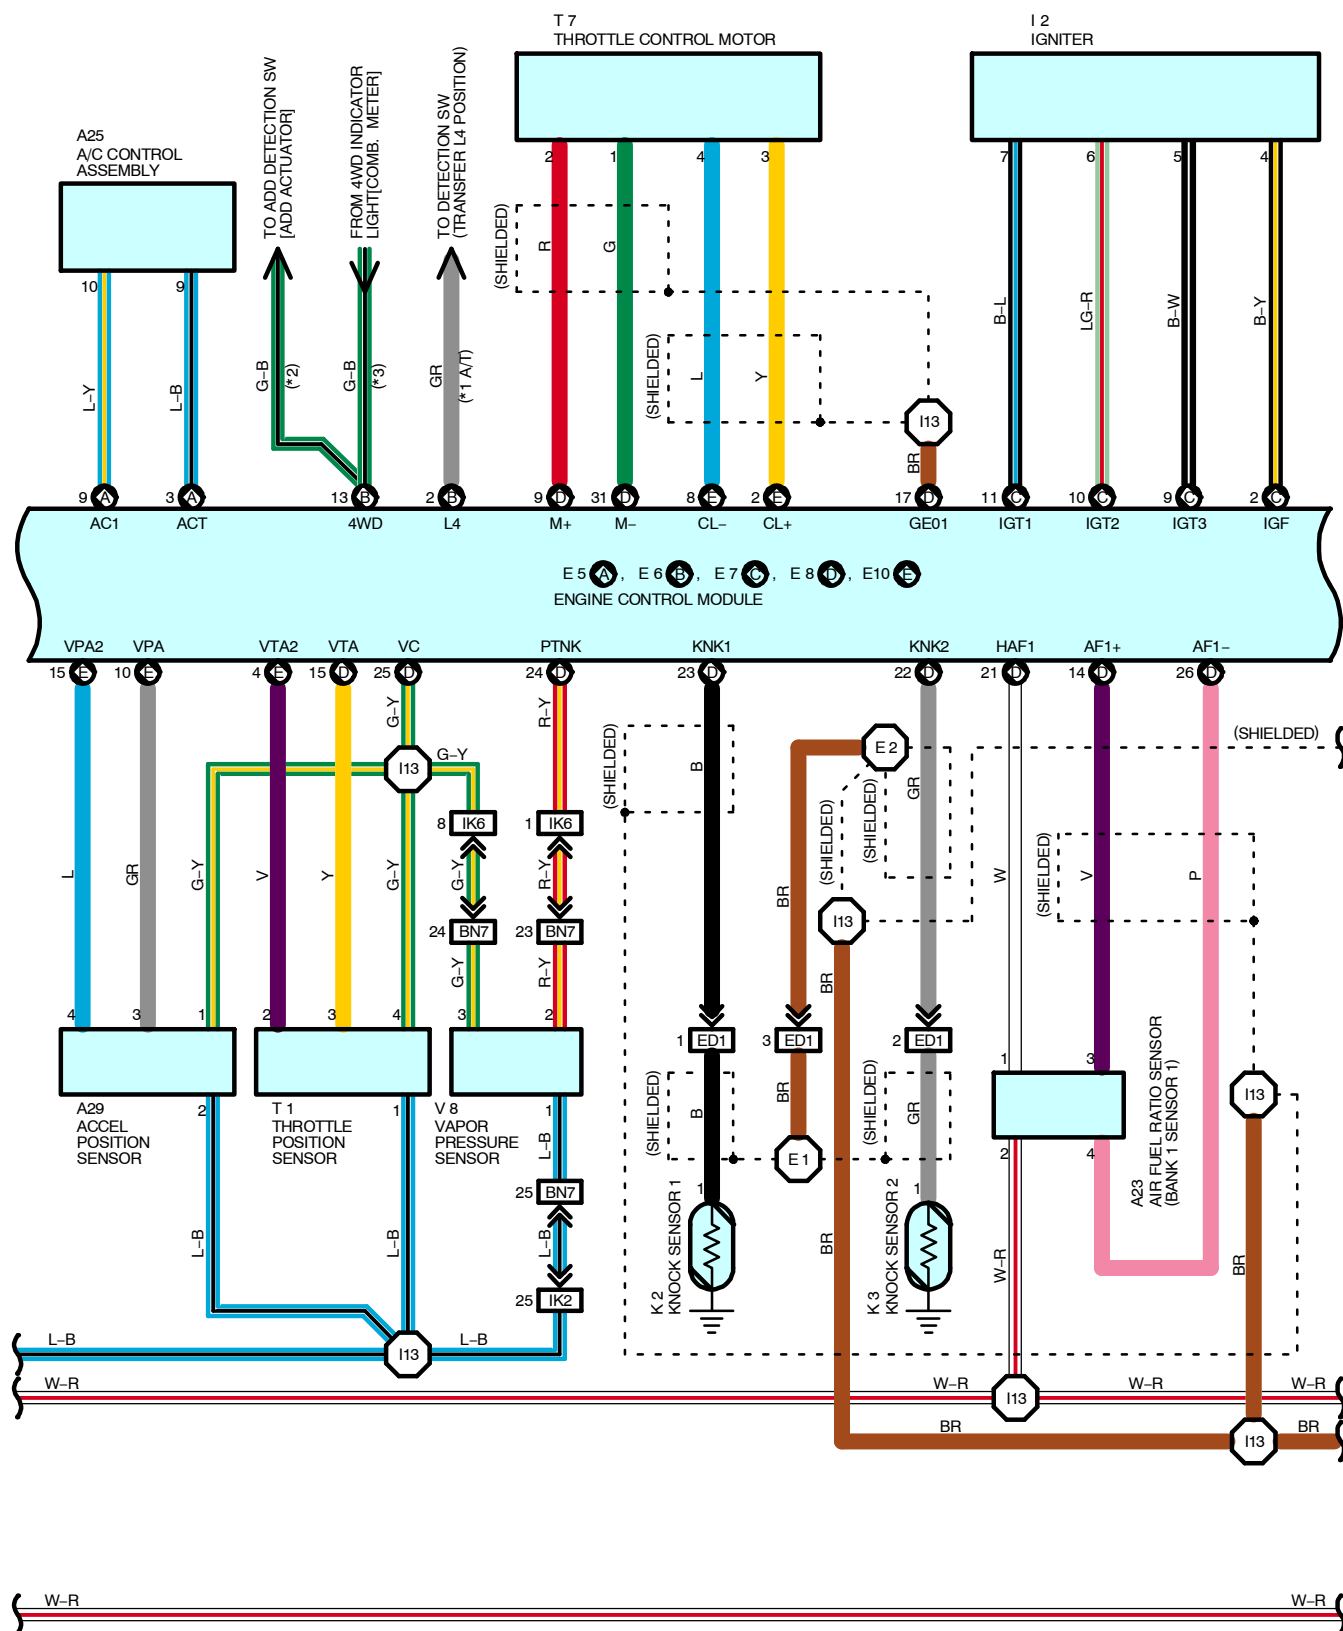 T 7
THROTTLE CONTROL MOTOR
I 2
IGNITER
A25
A/C CONTROL
ASSEMBLY
TO ADD DETECTION SW
[ADD ACTUATOR]
FROM 4WD INDICATOR
LIGHT[COMB. METER]
TO DETECTION SW
(TRANSFER L4 POSITION)
2 1 4 3 7 6 5 4
10 9
(SHIELDED)
R
G
(SHIELDED)
L
Y
L–Y
L–B
G–B
(*2)
G–B
(*3)
GR
(*1 A/T)
B–L
LG–R
B–W
B–Y
I13
BR
9 A 3 A 13 B 2 B 9 D 31 D 8 E 2 E 17 D 11 C 10 C 9 C 2 C
AC1 ACT 4WD L4 M+ M– CL– CL+ GE01 IGT1 IGT2 IGT3 IGF
E 5 A , E 6 B , E 7 C , E 8 D , E10 E
ENGINE CONTROL MODULE
VPA2 VPA VTA2 VTA VC PTNK KNK1 KNK2 HAF1 AF1+ AF1–
15 E 10 E 4 E 15 D 25 D 24 D 23 D 22 D 21 D 14 D 26 D
G–Y
R–Y
I13
G–Y
(SHIELDED)
B
E 2
GR
(SHIELDED)
(SHIELDED)
(SHIELDED)
8 IK6
1 IK6
L
GR
G–Y
V
Y
G–Y
G–Y
R–Y
BR
I13
W
(SHIELDED)
V
P
24 BN7
23 BN7
G–Y
R–Y
BR
4 3 1 2 3 4 3 2
1 ED1
3 ED1
2 ED1
1 3
I13
A29
ACCEL
POSITION
SENSOR
2
T 1
THROTTLE
POSITION
SENSOR
1
V 8
VAPOR
PRESSURE
SENSOR
1
L–B
(SHIELDED)
B
BR
E 1
(SHIELDED)
GR
2 4
A23
AIR FUEL RATIO SENSOR
(BANK 1 SENSOR 1)
25 BN7
1
1
L–B
L–B
L–B
K 2
KNOCK SENSOR 1
BR
K 3
KNOCK SENSOR 2
W–R
BR
25 IK2
L–B
I13
L–B
W–R
W–R
I13
W–R
W–R
BR
I13
BR
W–R
W–R